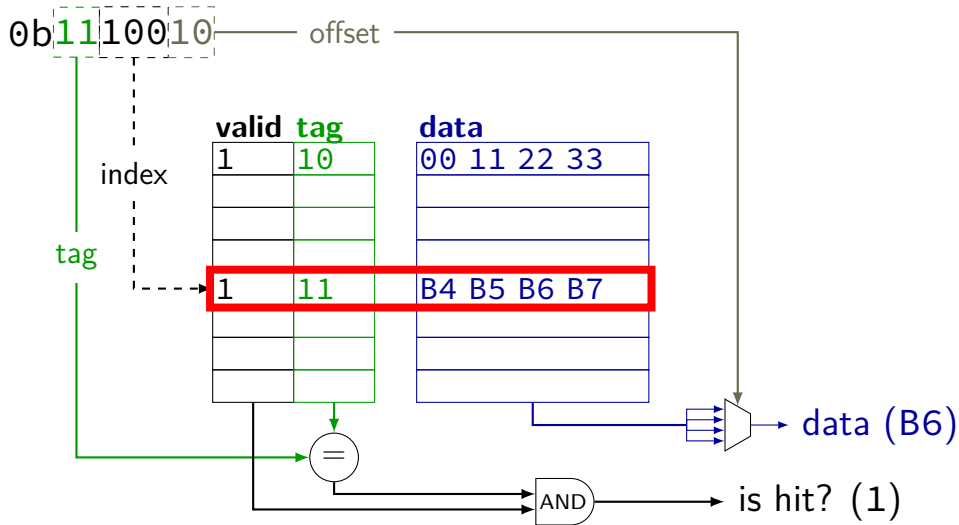 0b1110010
offset
valid tag data
1 10 00 11 22 33
index
tag
1 11 B4 B5 B6 B7
data (B6)
=
AND
is hit? (1)